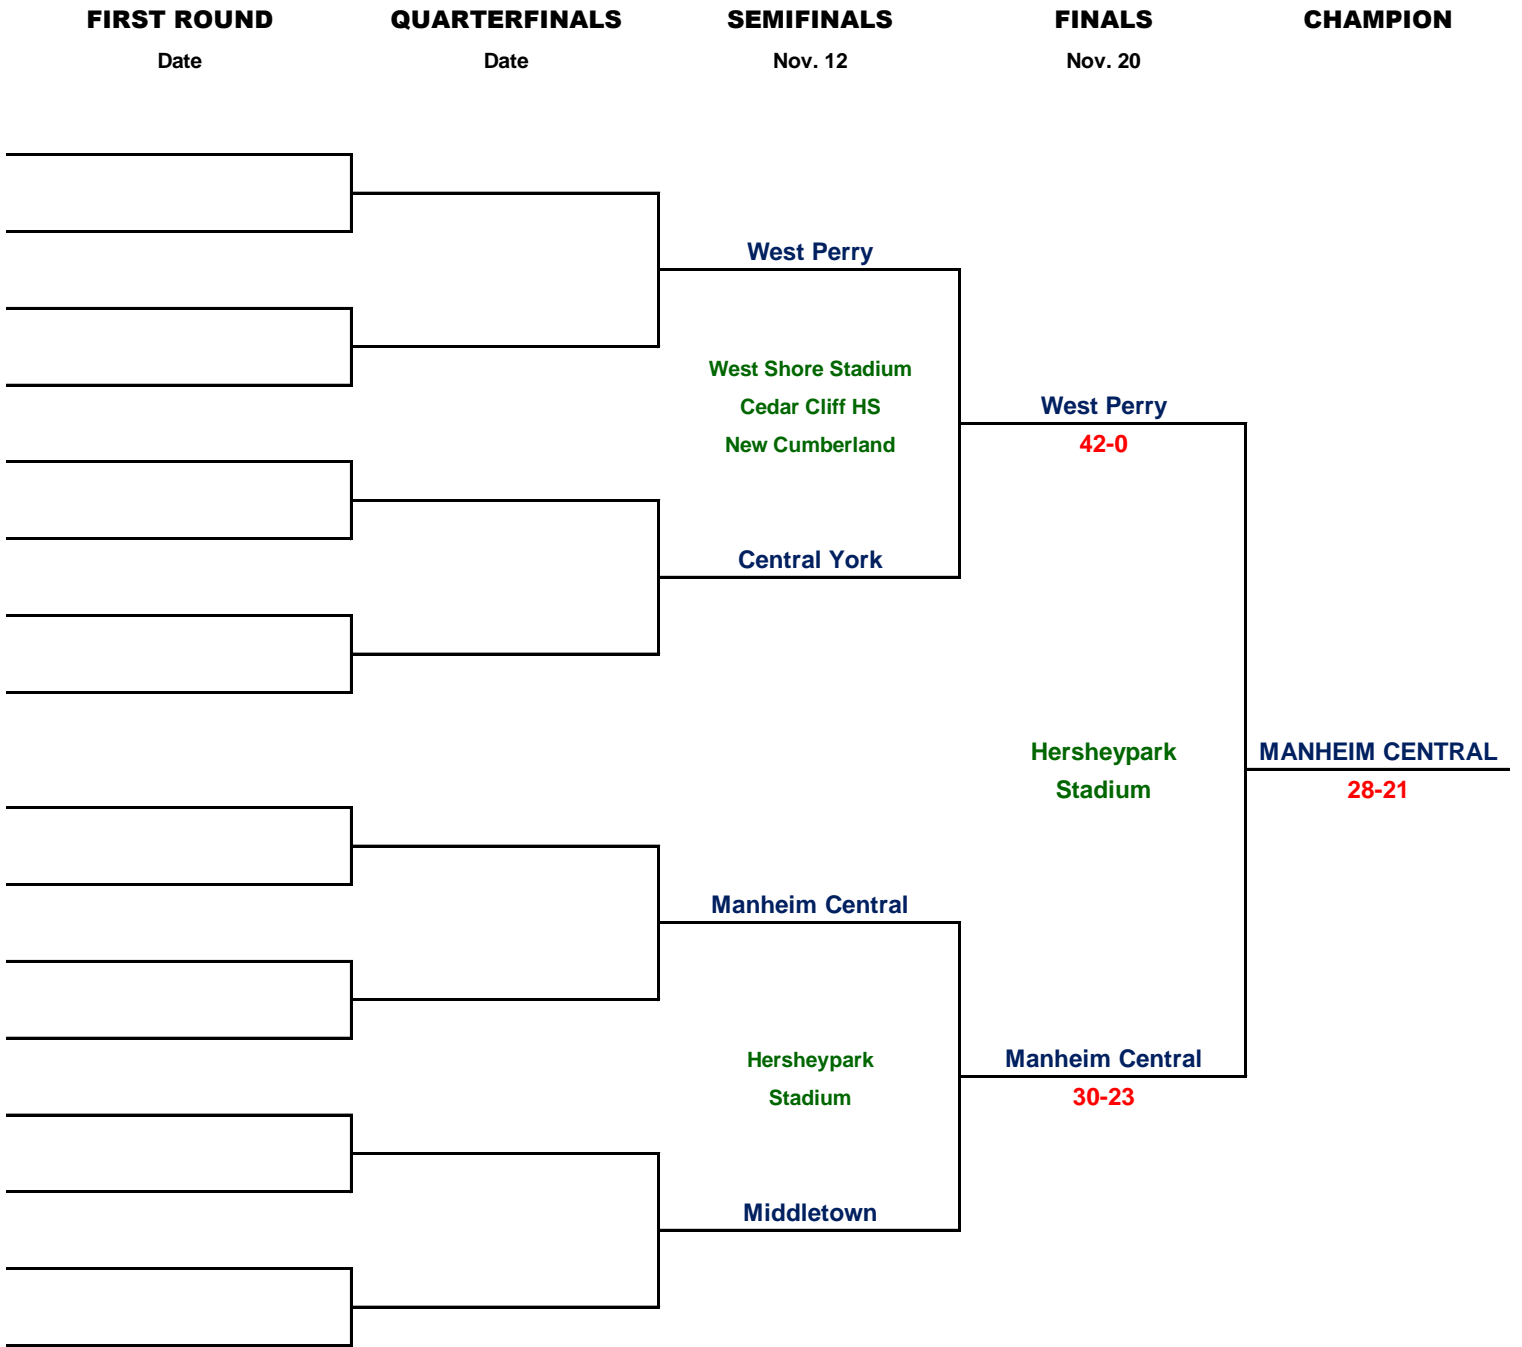 FIRST ROUND QUARTERFINALS SEMIFINALS FINALS CHAMPION
Date Date Nov. 12 Nov. 20
West Perry
West Shore Stadium
Cedar Cliff HS
New Cumberland
West Perry
42-0
Central York
Hersheypark
Stadium
MANHEIM CENTRAL
28-21
Manheim Central
Hersheypark
Stadium
Manheim Central
30-23
Middletown